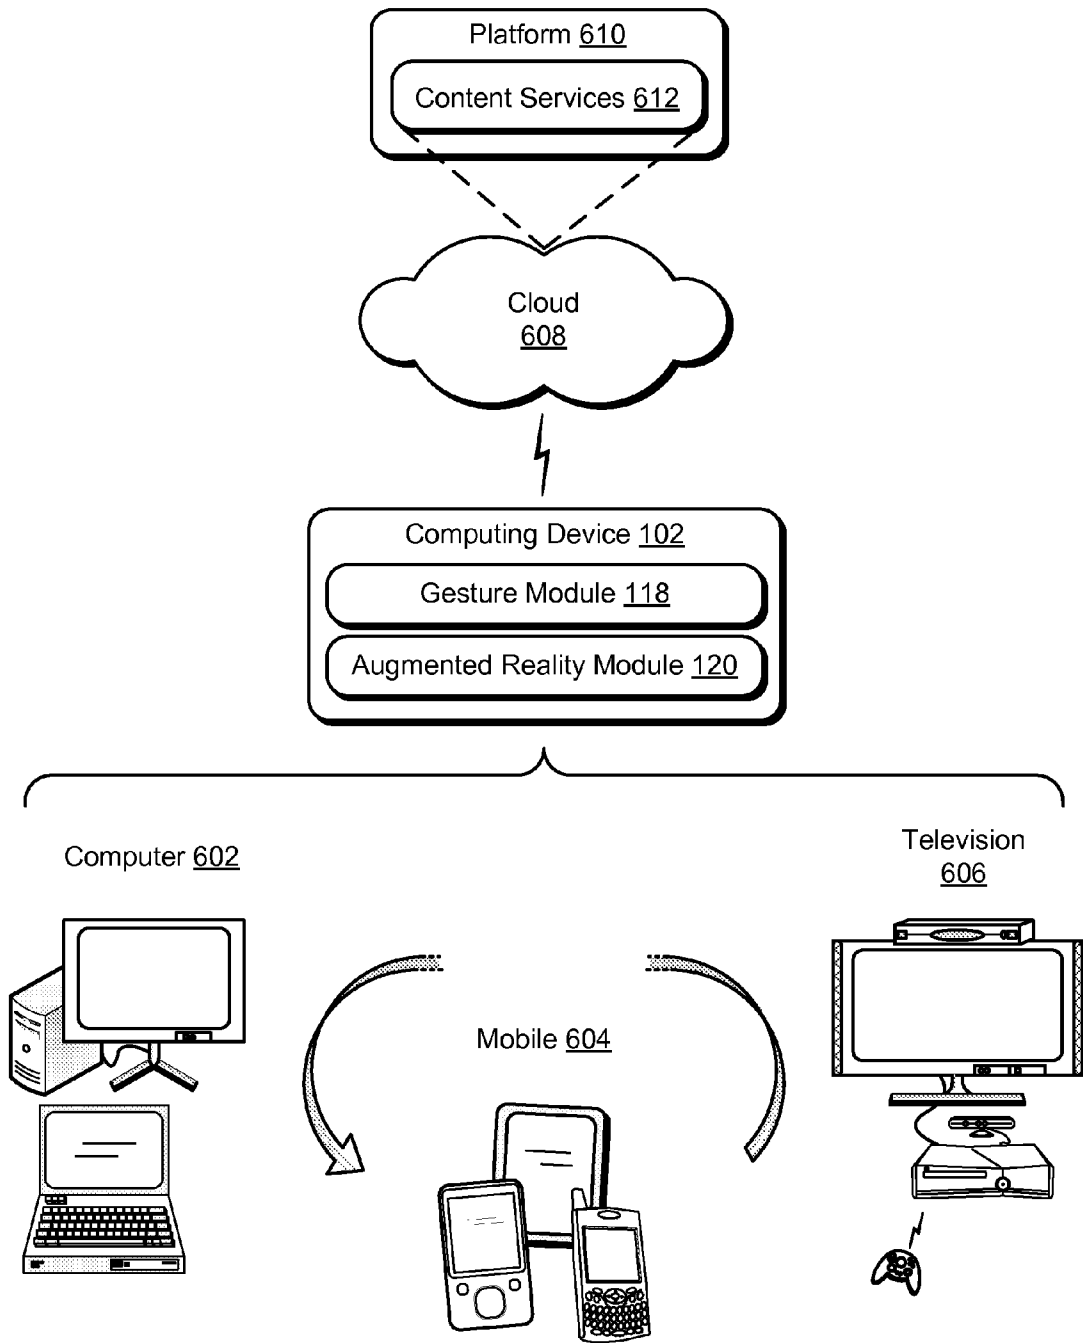 Platform 610
Content Services 612
Cloud
608
Computing Device 102
Gesture Module 118
Augmented Reality Module 120
Computer 602
Television
606
Mobile 604